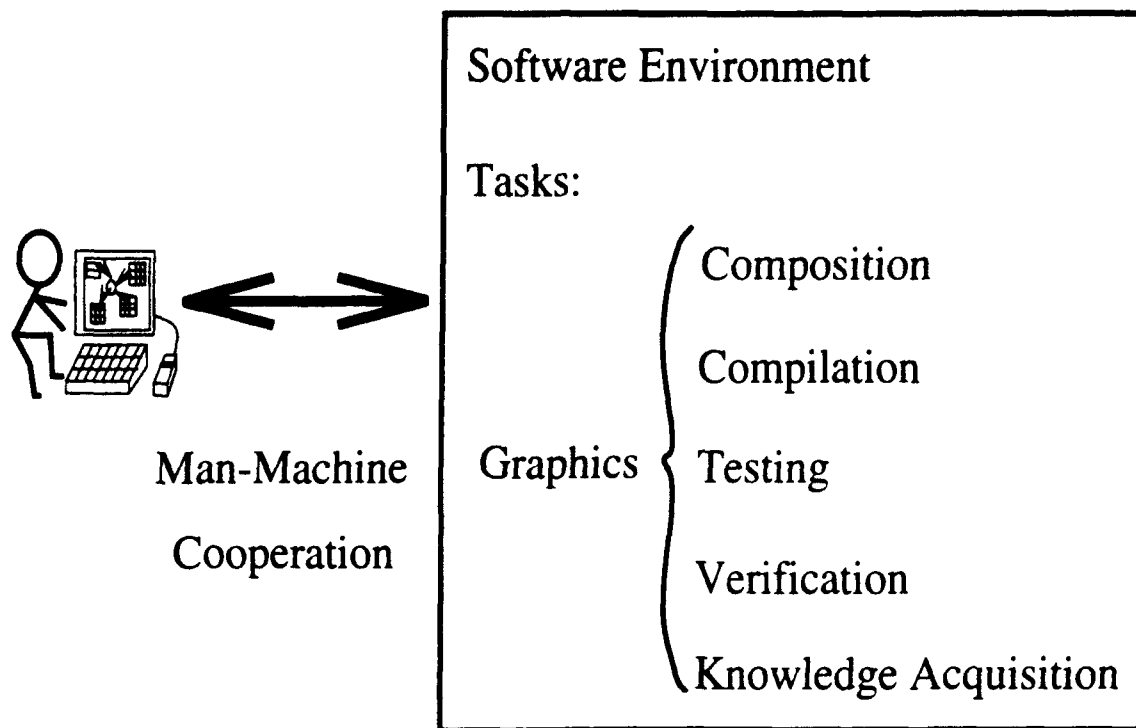 Software Environment
Tasks:
Composition
Compilation
Man-Machine
Cooperation
Graphics
Testing
Verification
Knowledge Acquisition